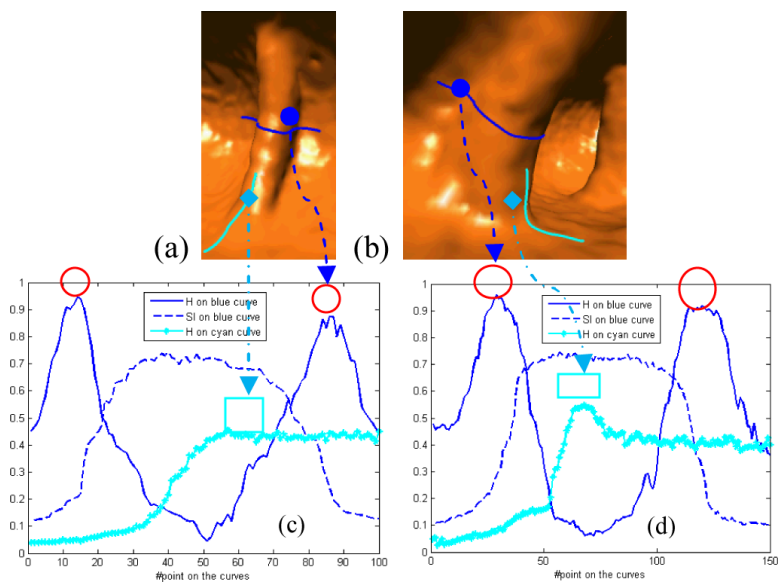 (a)
(b)
1
0.9
0.8
0.7
0.6
0.5
0.4
0.3
0.2
0.1
0
H on blue curve
SI on blue curve
H on cyan curve
(c)
0 10 20 30 40 50 60 70 80 90 100
#point on the curves
1
0.9
0.8
0.7
0.6
0.5
0.4
0.3
0.2
0.1
0
H on blue curve
SI on blue curve
H on cyan curve
(d)
0 50 100 150
#point on the curves